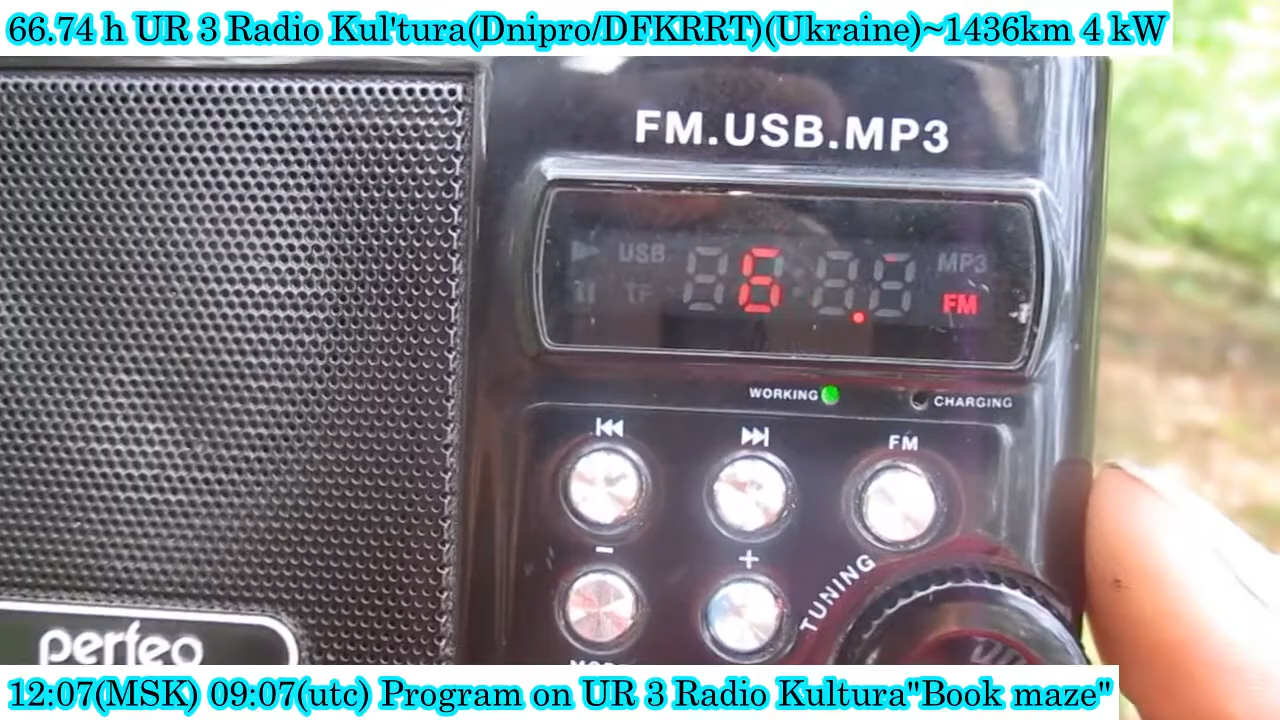 66.74 h UR 3 Radio Kul'tura(Dnipro/DFKRRT)(Ukraine)~1436km 4 kW
FM.USB.MP3
USB
6
MP3
TF
FM
WORKING
CHARGING
FM
−
+
TUNING
perfeo
12:07(MSK) 09:07(utc) Program on UR 3 Radio Kultura"Book maze"